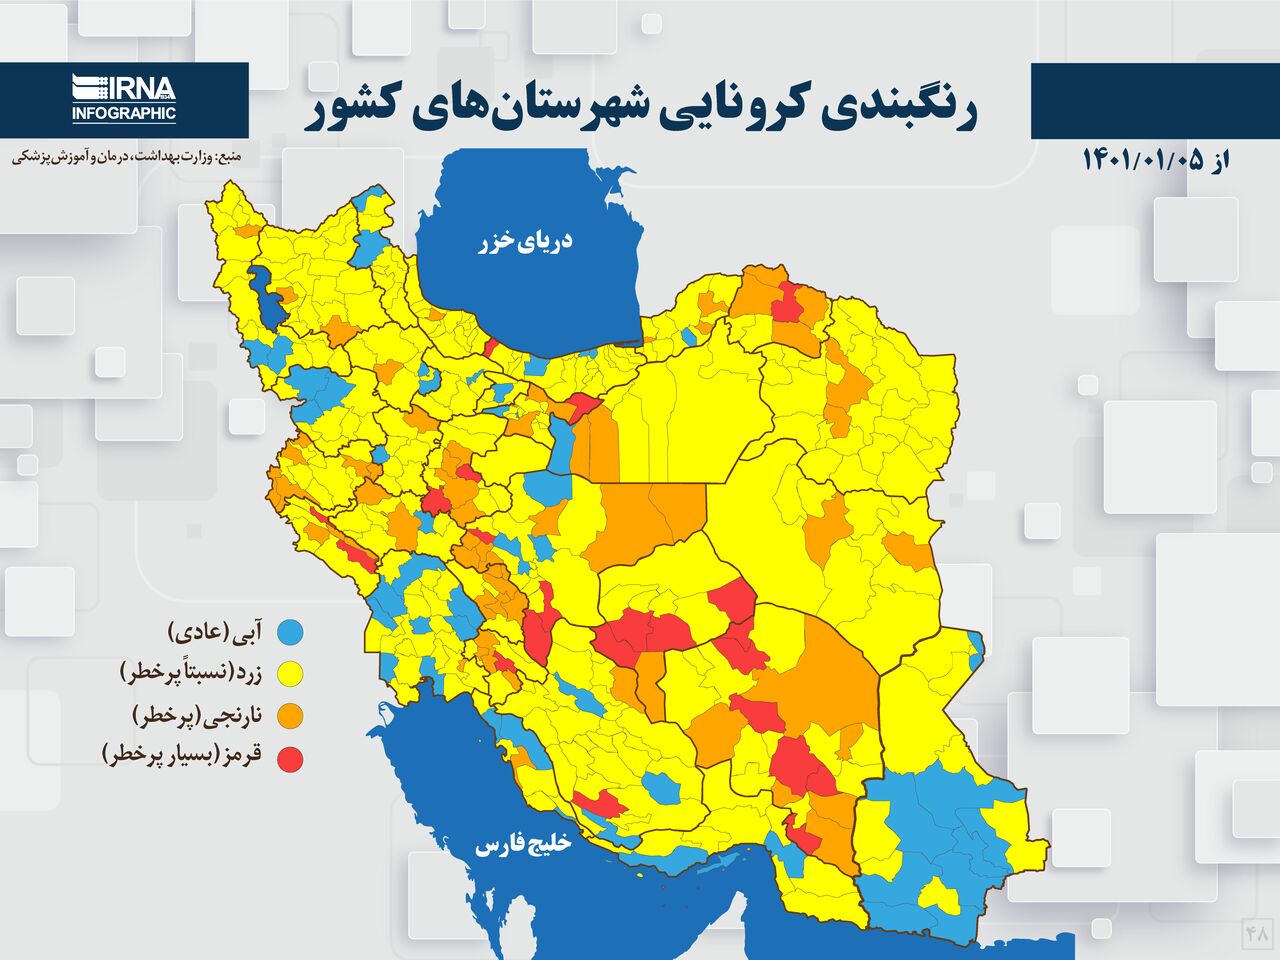 IRNA
INFOGRAPHIC
رنگبندی کرونایی شهرستان‌های کشور
منبع: وزارت بهداشت، درمان و آموزش پزشکی
از ۱۴۰۱/۰۱/۰۵
دریای خزر
آبی (عادی)
زرد (نسبتاً پرخطر)
نارنجی (پرخطر)
قرمز (بسیار پرخطر)
خلیج فارس
۴۸